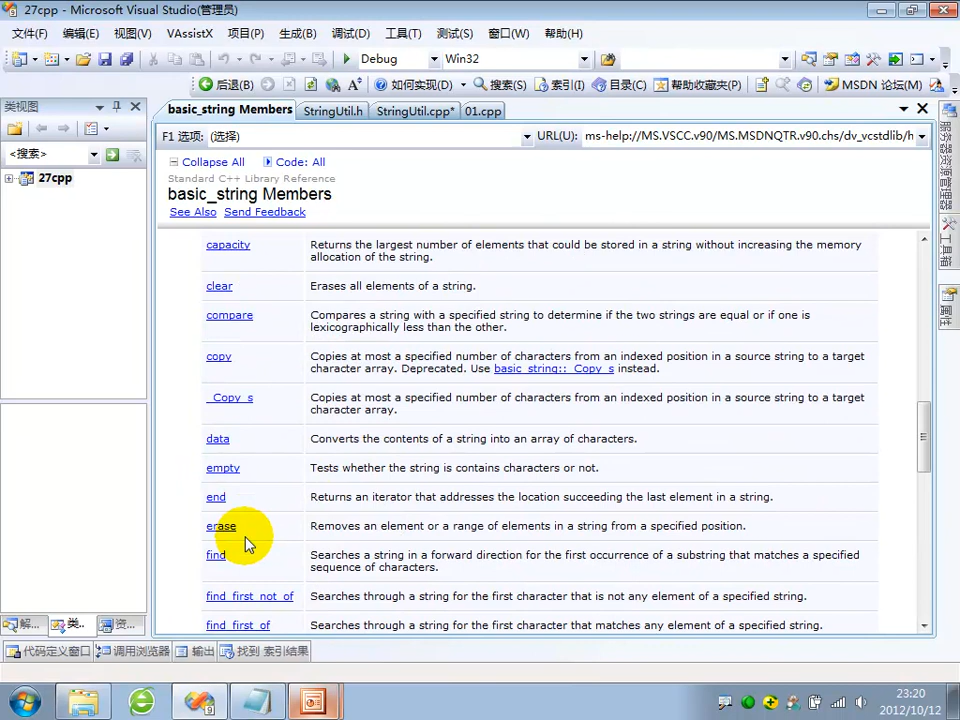 27cpp - Microsoft Visual Studio(管理员)
文件(F) 编辑(E) 视图(V) VAssistX 项目(P) 生成(B) 调试(D) 工具(T) 测试(S) 窗口(W) 帮助(H)
Debug Win32
后退(B) 如何实现(D) 搜索(S) 索引(I) 目录(C) 帮助收藏夹(P) MSDN 论坛(M)
类视图
basic_string Members StringUtil.h StringUtil.cpp* 01.cpp
<搜索>
27cpp
F1 选项: (选择) URL(U): ms-help://MS.VSCC.v90/MS.MSDNQTR.v90.chs/dv_vcstdlib/h
Collapse All Code: All
Standard C++ Library Reference
basic_string Members
See Also Send Feedback
capacity Returns the largest number of elements that could be stored in a string without increasing the memory
allocation of the string.
clear Erases all elements of a string.
compare Compares a string with a specified string to determine if the two strings are equal or if one is
lexicographically less than the other.
copy Copies at most a specified number of characters from an indexed position in a source string to a target
character array. Deprecated. Use basic_string::_Copy_s instead.
_Copy_s Copies at most a specified number of characters from an indexed position in a source string to a target
character array.
data Converts the contents of a string into an array of characters.
empty Tests whether the string is contains characters or not.
end Returns an iterator that addresses the location succeeding the last element in a string.
erase Removes an element or a range of elements in a string from a specified position.
find Searches a string in a forward direction for the first occurrence of a substring that matches a specified
sequence of characters.
find_first_not_of Searches through a string for the first character that is not any element of a specified string.
find_first_of Searches through a string for the first character that matches any element of a specified string.
服务器资源管理器
工具箱
属性
解... 类.. 资...
代码定义窗口 调用浏览器 输出 查找 索引结果
23:20
2012/10/12